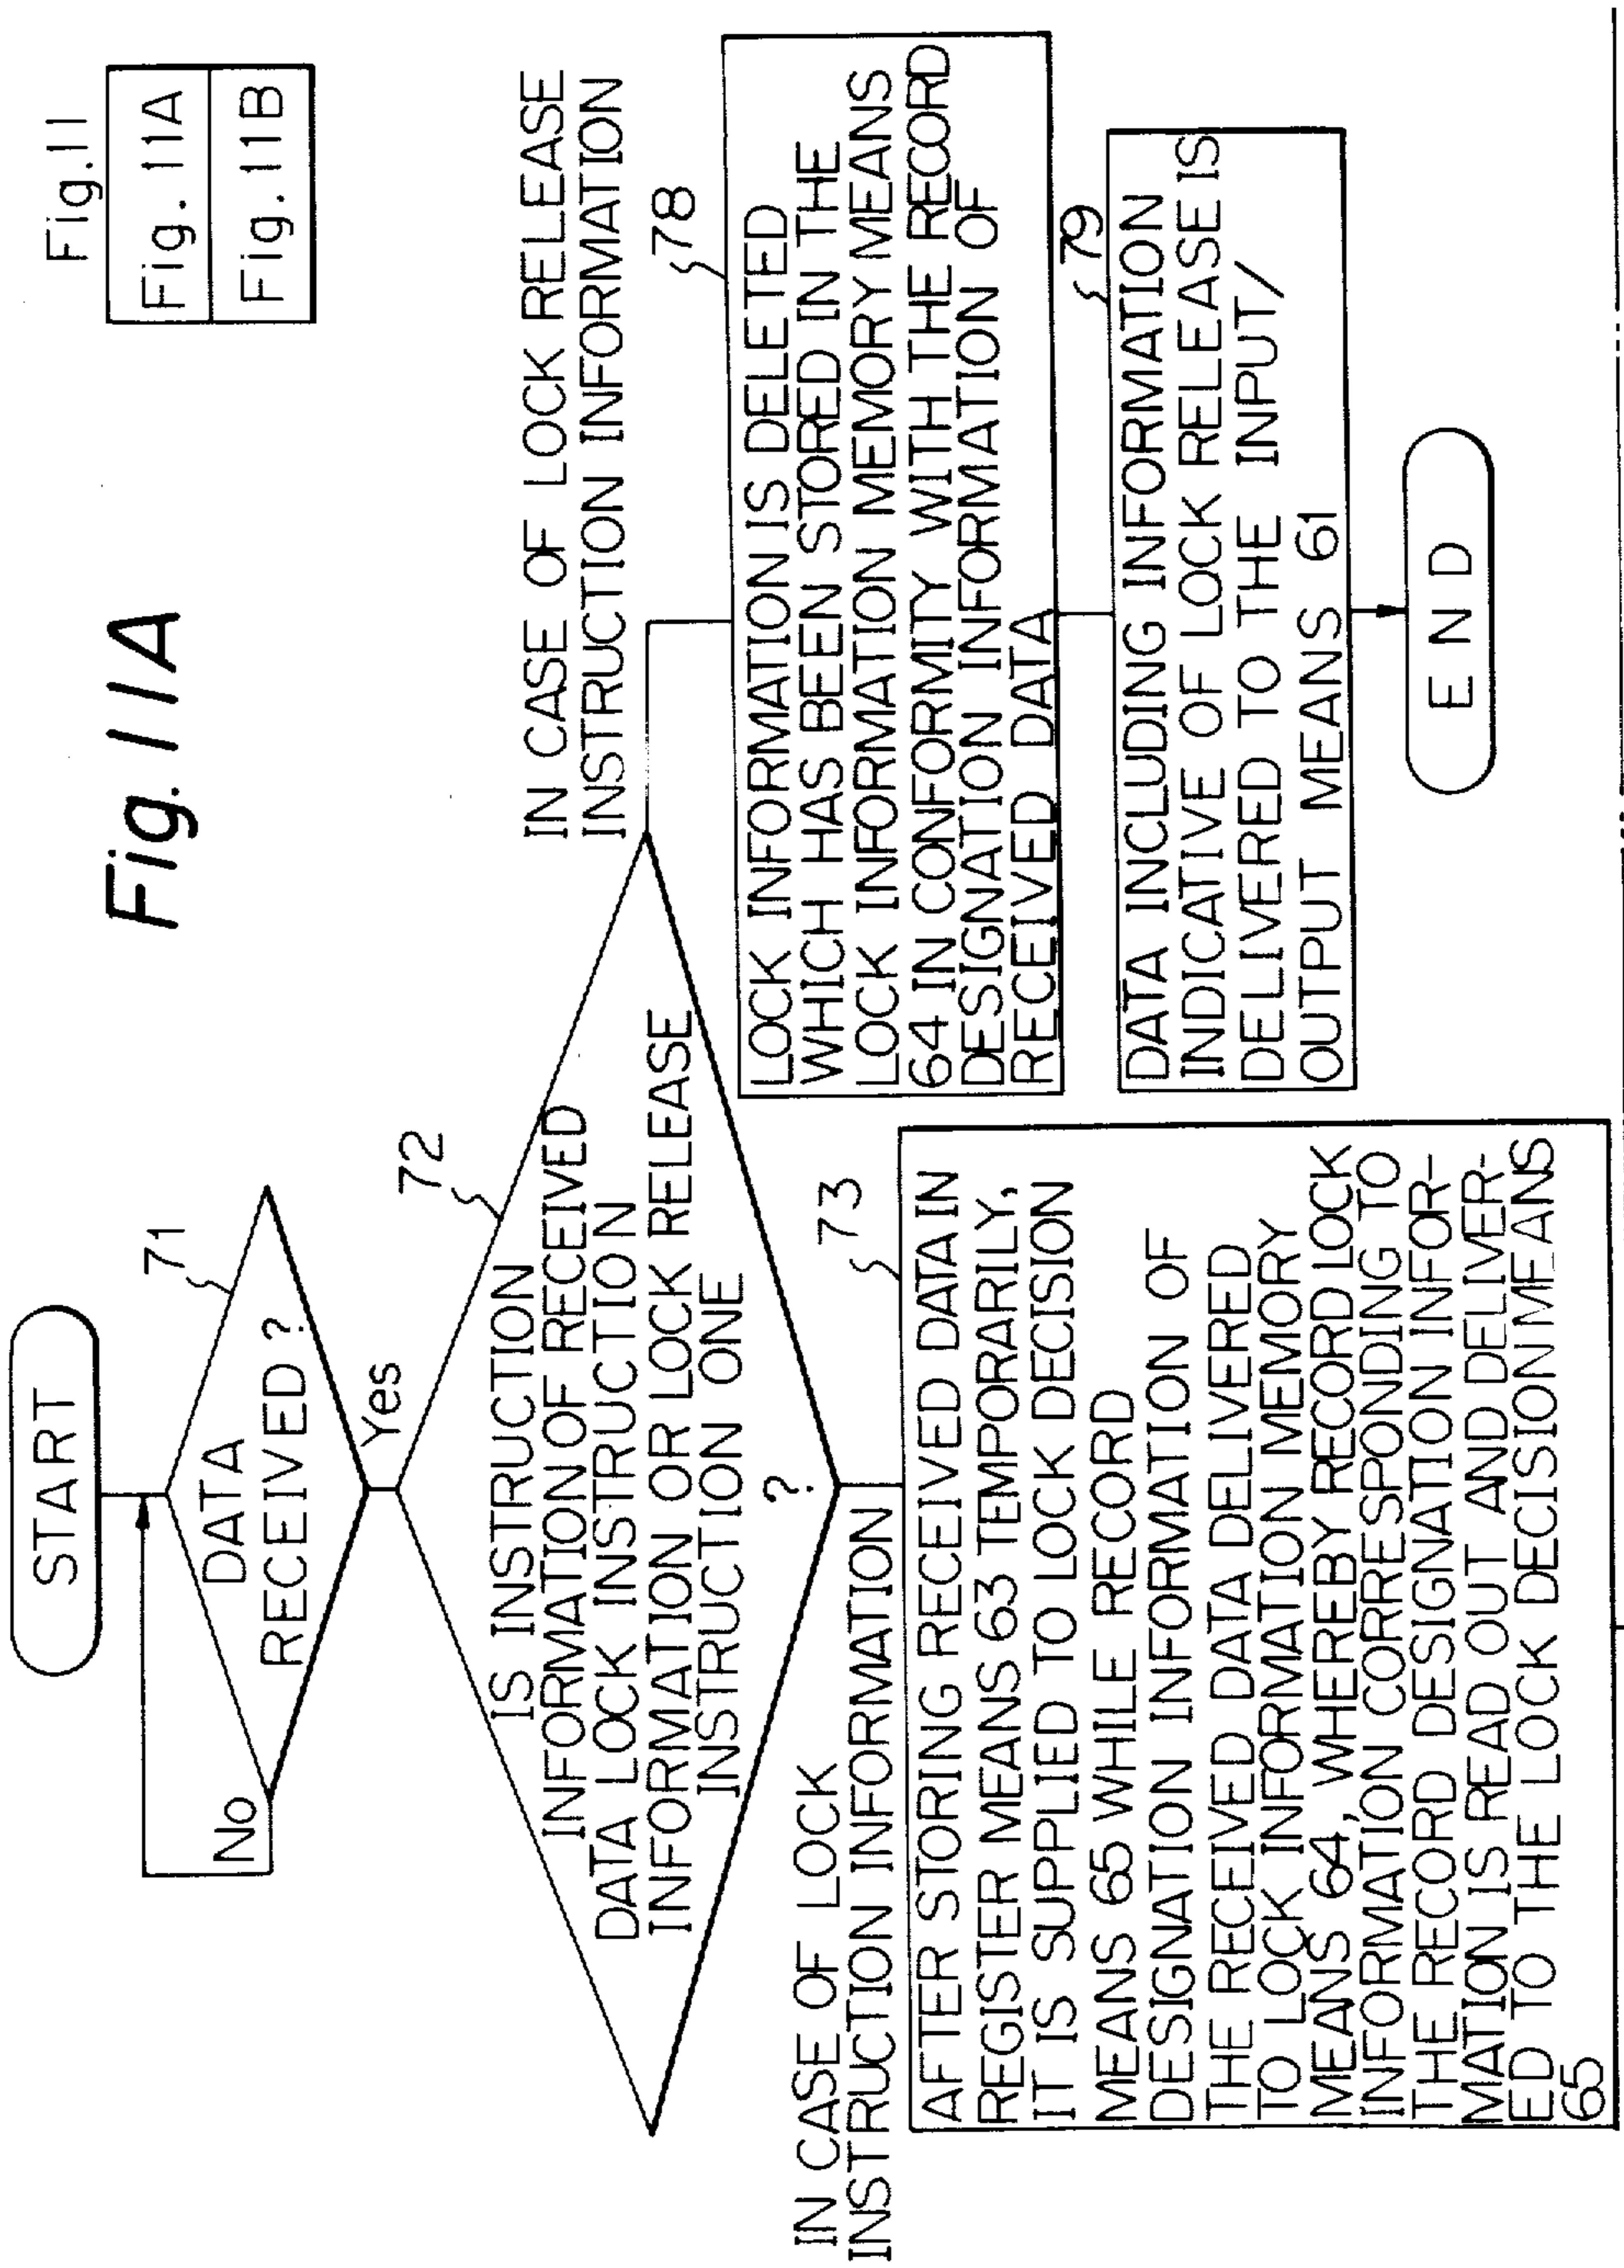 Fig. 11A
Fig. 11
Fig. 11A
Fig. 11B
START
71
DATA
RECEIVED ?
No
Yes
72
IS INSTRUCTION
INFORMATION OF RECEIVED
DATA LOCK INSTRUCTION
INFORMATION OR LOCK RELEASE
INSTRUCTION ONE
?
IN CASE OF LOCK RELEASE
INSTRUCTION INFORMATION
78
LOCK INFORMATION IS DELETED
WHICH HAS BEEN STORED IN THE
LOCK INFORMATION MEMORY MEANS
64 IN CONFORMITY WITH THE RECORD
DESIGNATION INFORMATION OF
RECEIVED DATA
79
DATA INCLUDING INFORMATION
INDICATIVE OF LOCK RELEASE IS
DELIVERED TO THE INPUT/
OUTPUT MEANS 61
END
IN CASE OF LOCK
INSTRUCTION INFORMATION
73
AFTER STORING RECEIVED DATA IN
REGISTER MEANS 63 TEMPORARILY,
IT IS SUPPLIED TO LOCK DECISION
MEANS 65 WHILE RECORD
DESIGNATION INFORMATION OF
THE RECEIVED DATA DELIVERED
TO LOCK INFORMATION MEMORY
MEANS 64, WHEREBY RECORD LOCK
INFORMATION CORRESPONDING TO
THE RECORD DESIGNATION INFOR-
MATION IS READ OUT AND DELIVER-
ED TO THE LOCK DECISION MEANS
65